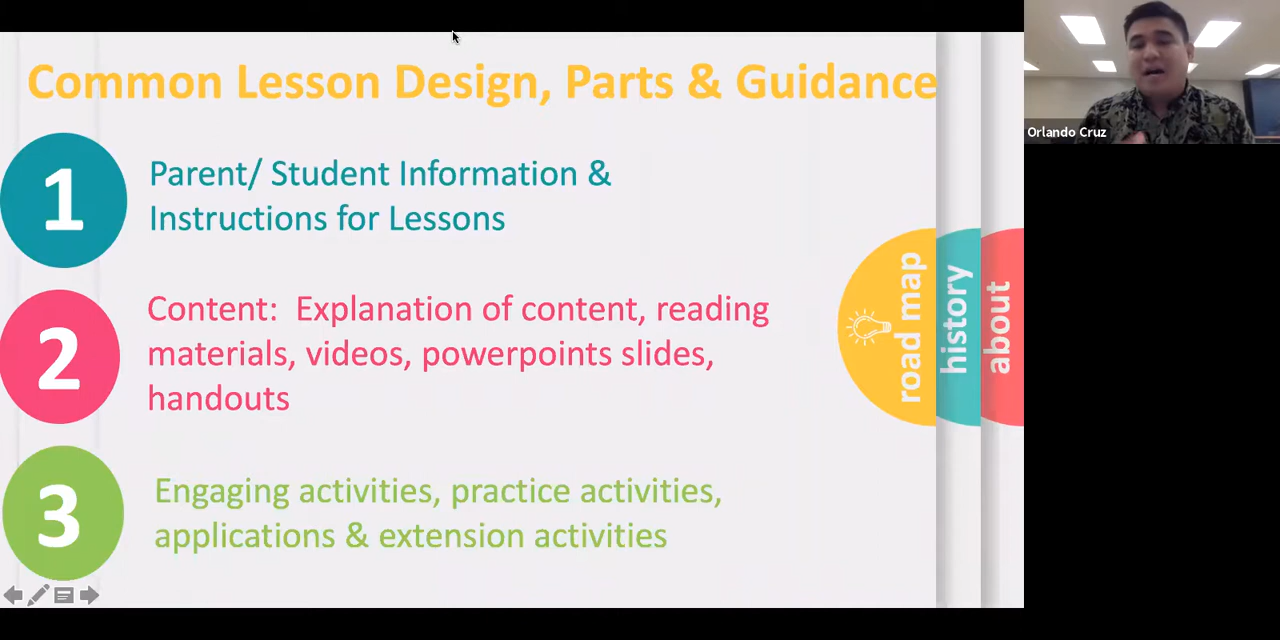 Common Lesson Design, Parts & Guidance
1
Parent/ Student Information &
Instructions for Lessons
2
Content:  Explanation of content, reading
materials, videos, powerpoints slides,
handouts
3
Engaging activities, practice activities,
applications & extension activities
road map
history
about
Orlando Cruz